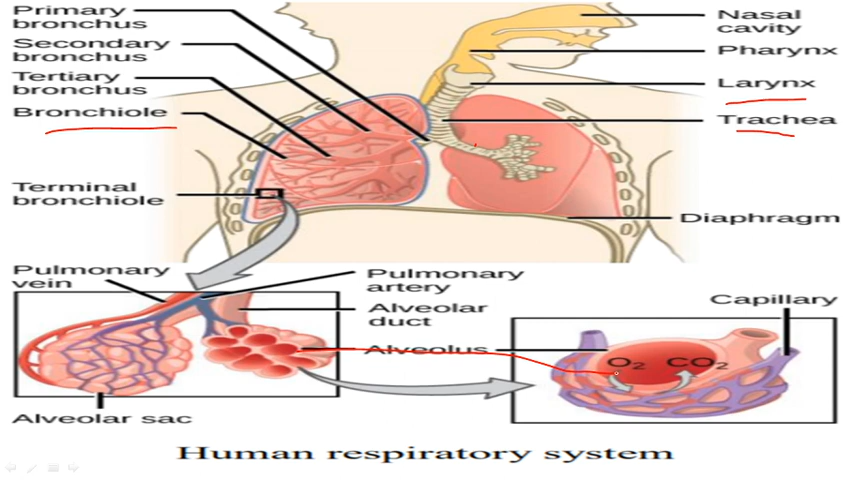 Primary
bronchus
Secondary
bronchus
Tertiary
bronchus
Bronchiole
Terminal
bronchiole
Nasal
cavity
Pharynx
Larynx
Trachea
Diaphragm
Pulmonary
vein
Pulmonary
artery
Alveolar
duct
Alveolus
Alveolar sac
Capillary
O₂ CO₂
Human respiratory system